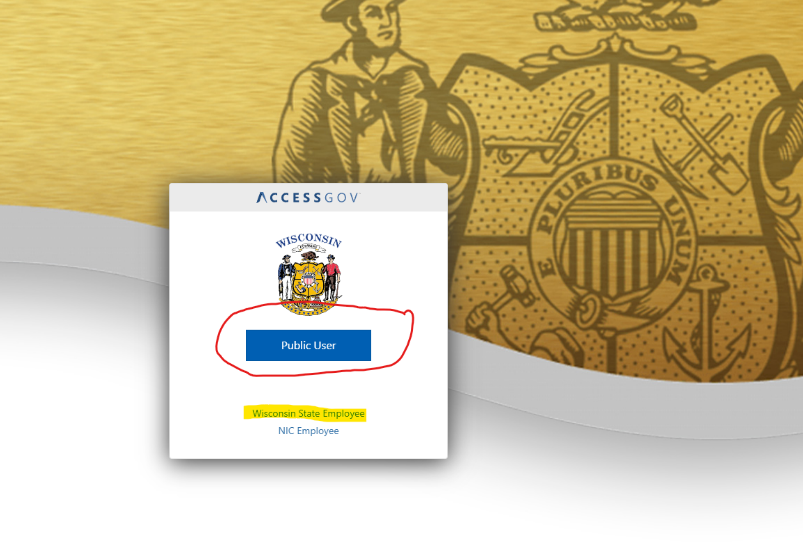 E PLURIBUS UNUM
ACCESSGOV
WISCONSIN
Public User
Wisconsin State Employee
NIC Employee